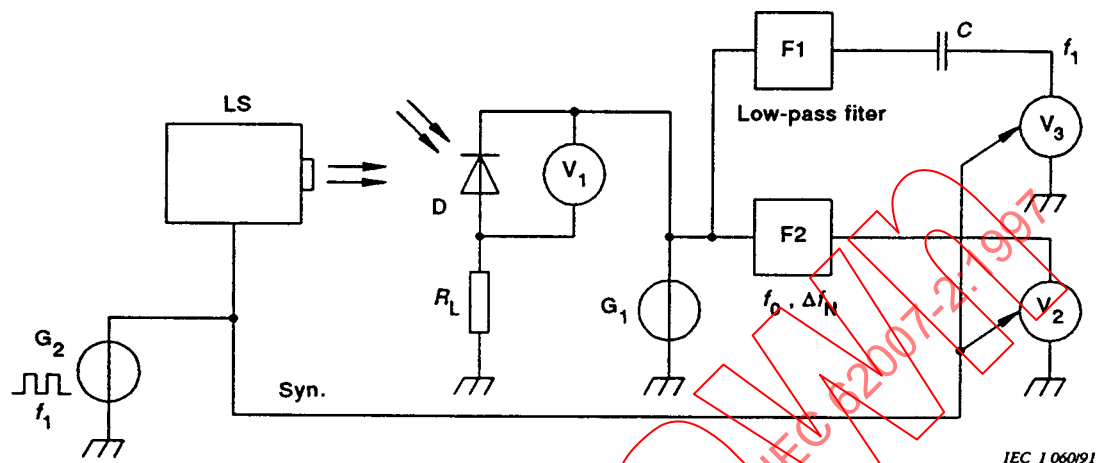 LS
D
V1
RL
G1
G2
f1
Syn.
F1
Low-pass fiter
C
f1
V3
F2
f0 , ΔfN
V2
IEC 62007-2:1997
IEC 1 060/91